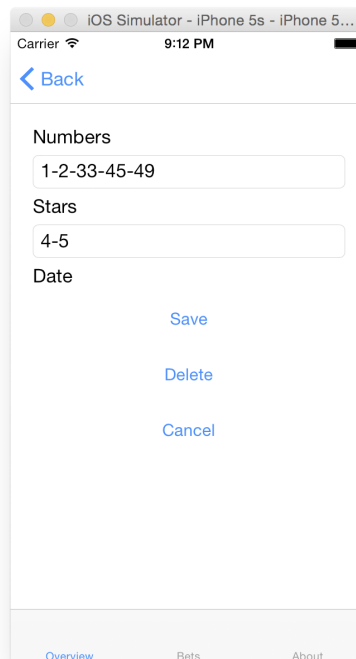 iOS Simulator - iPhone 5s - iPhone 5...
Carrier 9:12 PM
Back
Numbers
1-2-33-45-49
Stars
4-5
Date
Save
Delete
Cancel
Overview Bets About